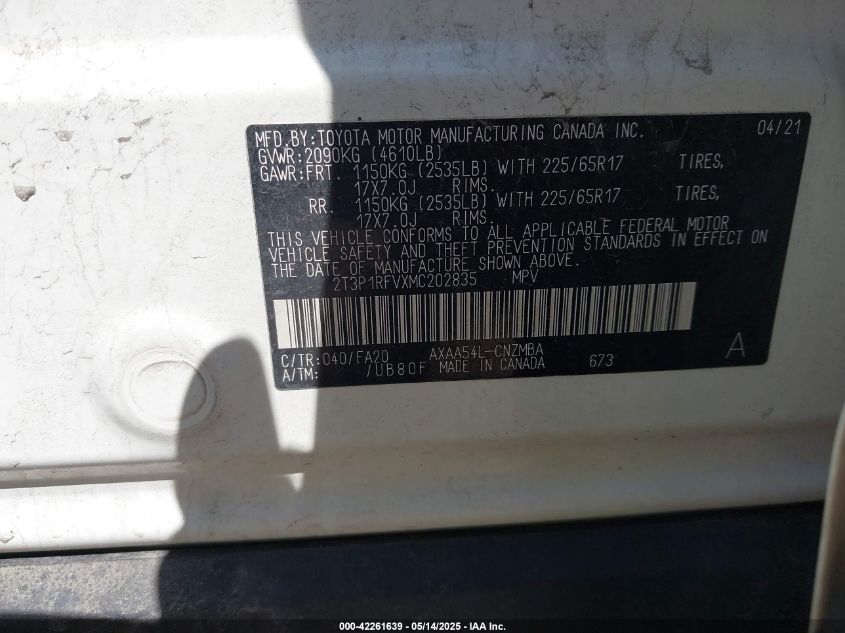 MFD.BY:TOYOTA MOTOR MANUFACTURING CANADA INC. 04/21
GVWR:2090KG (4610LB)
GAWR:FRT. 1150KG (2535LB) WITH 225/65R17 TIRES,
17X7.0J RIMS.
RR. 1150KG (2535LB) WITH 225/65R17 TIRES,
17X7.0J RIMS.
THIS VEHICLE CONFORMS TO ALL APPLICABLE FEDERAL MOTOR
VEHICLE SAFETY AND THEFT PREVENTION STANDARDS IN EFFECT ON
THE DATE OF MANUFACTURE SHOWN ABOVE.
2T3P1RFVXMC202835 MPV
C/TR:040/FA20 AXAA54L-CNZMBA A
A/TM: /UB80F MADE IN CANADA 673
000-42261639 - 05/14/2025 - IAA Inc.